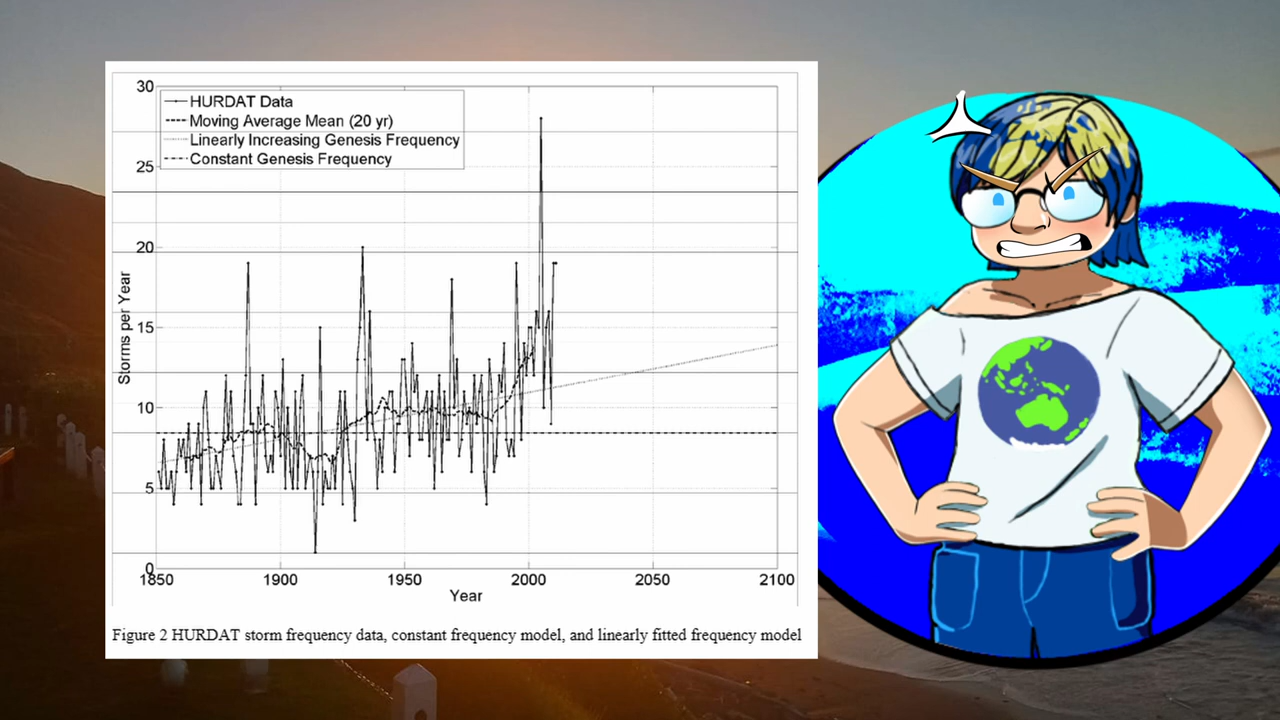 30
HURDAT Data
Moving Average Mean (20 yr)
Linearly Increasing Genesis Frequency
Constant Genesis Frequency
25
20
Storms per Year
15
10
5
0
1850 1900 1950 2000 2050 2100
Year
Figure 2 HURDAT storm frequency data, constant frequency model, and linearly fitted frequency model